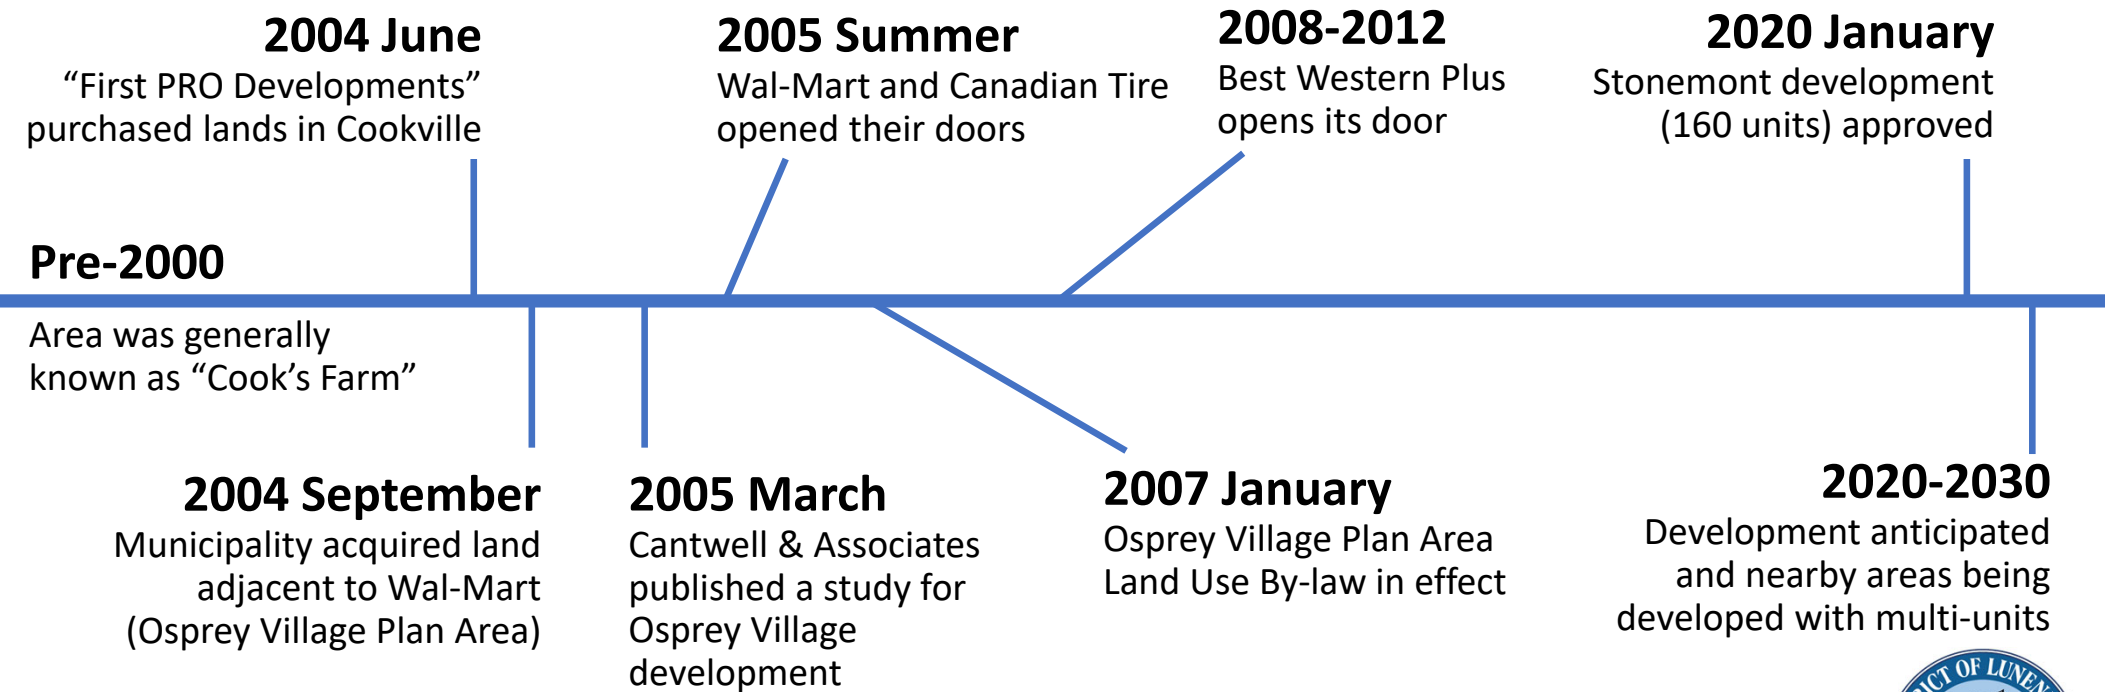 2004 June
“First PRO Developments”
purchased lands in Cookville
2005 Summer
Wal-Mart and Canadian Tire
opened their doors
2008-2012
Best Western Plus
opens its door
2020 January
Stonemont development
(160 units) approved
Pre-2000
Area was generally
known as “Cook’s Farm”
2004 September
Municipality acquired land
adjacent to Wal-Mart
(Osprey Village Plan Area)
2005 March
Cantwell & Associates
published a study for
Osprey Village
development
2007 January
Osprey Village Plan Area
Land Use By-law in effect
2020-2030
Development anticipated
and nearby areas being
developed with multi-units
OF